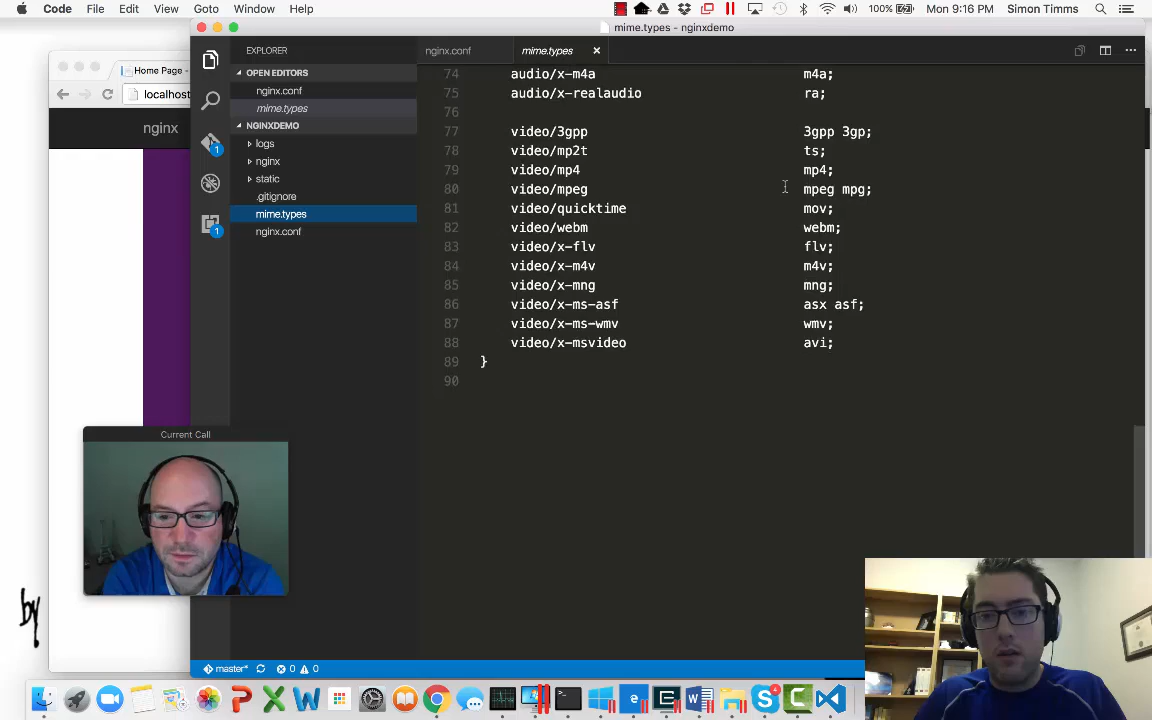 Code File Edit View Goto Window Help
100% Mon 9:16 PM Simon Timms
mime.types - nginxdemo
Home Page -
localhost
nginx
by
EXPLORER
OPEN EDITORS
nginx.conf
mime.types
NGINXDEMO
logs
nginx
static
.gitignore
mime.types
nginx.conf
1
1
nginx.conf mime.types
74 audio/x-m4a m4a;
75 audio/x-realaudio ra;
76
77 video/3gpp 3gpp 3gp;
78 video/mp2t ts;
79 video/mp4 mp4;
80 video/mpeg mpeg mpg;
81 video/quicktime mov;
82 video/webm webm;
83 video/x-flv flv;
84 video/x-m4v m4v;
85 video/x-mng mng;
86 video/x-ms-asf asx asf;
87 video/x-ms-wmv wmv;
88 video/x-msvideo avi;
89 }
90
Current Call
master* 0 0